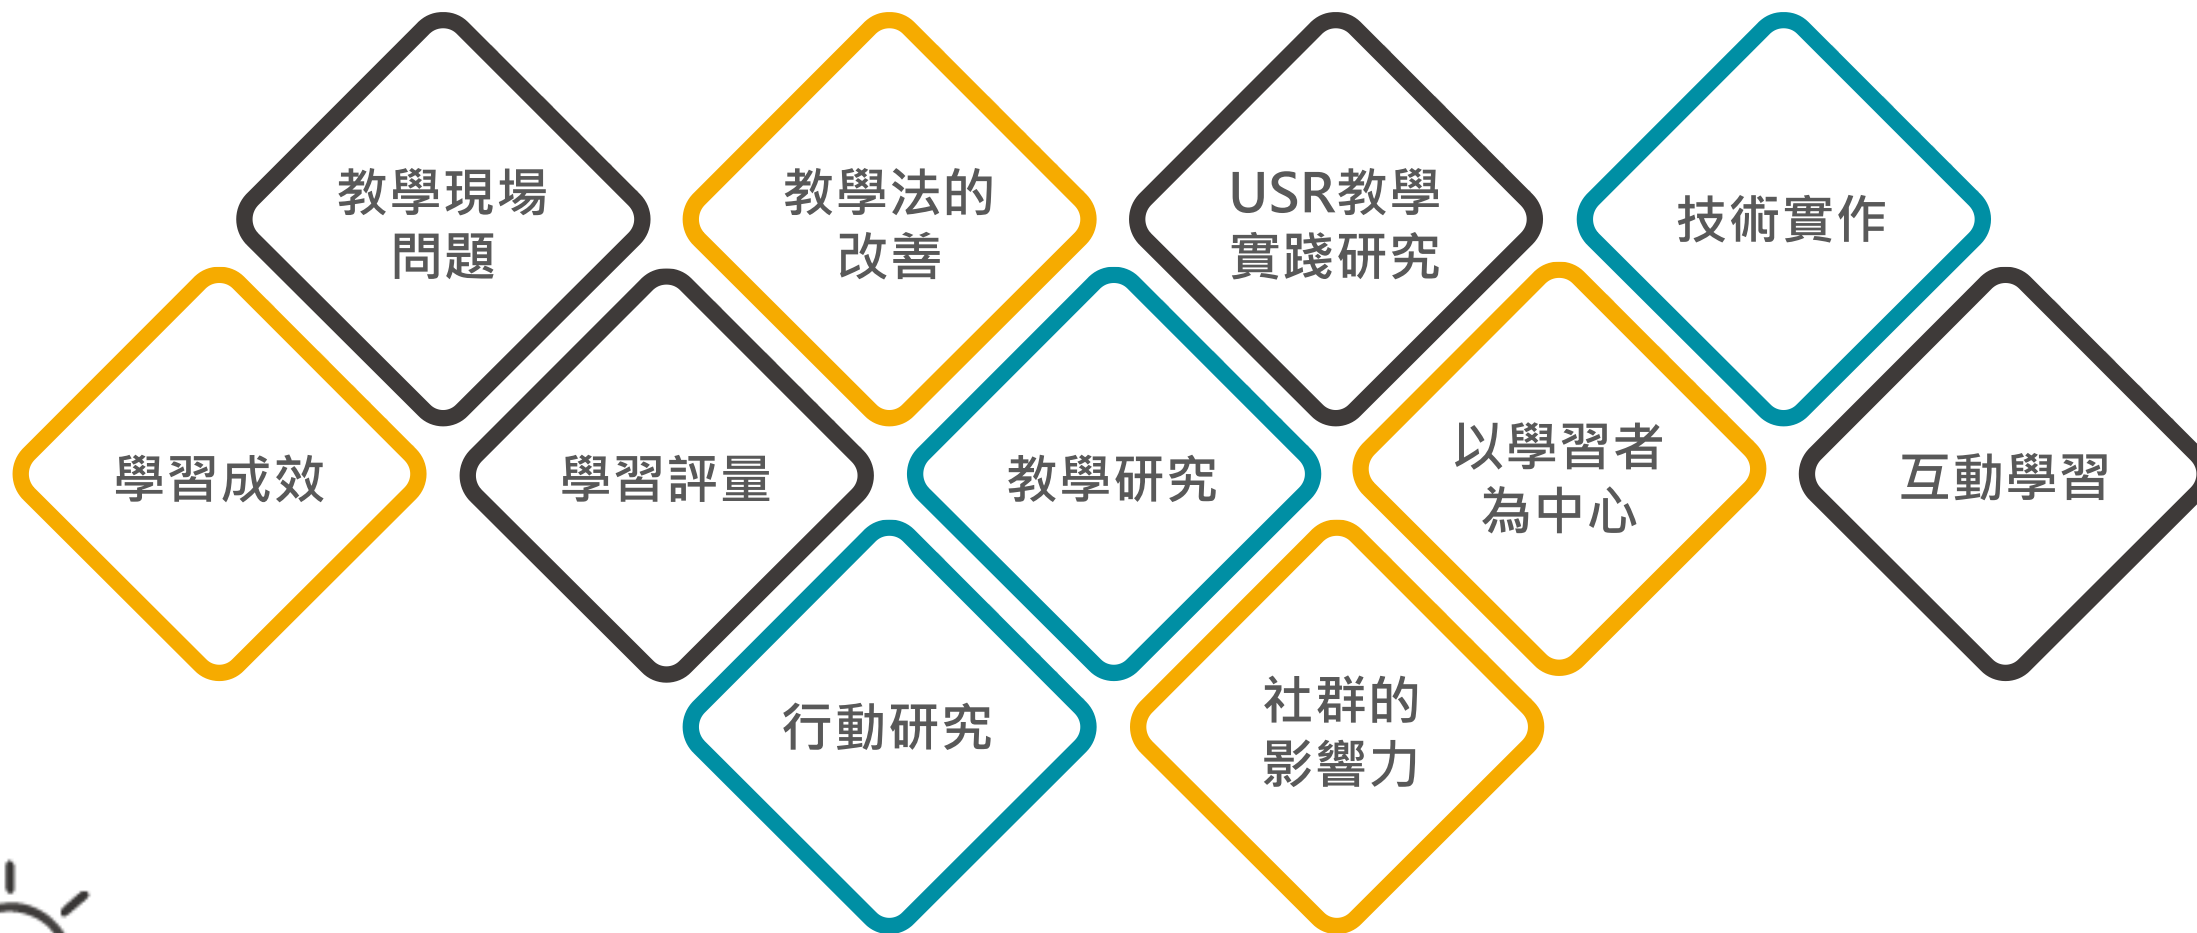 教學現場
問題
教學法的
改善
USR教學
實踐研究
技術實作
學習成效
學習評量
教學研究
以學習者
為中心
互動學習
行動研究
社群的
影響力